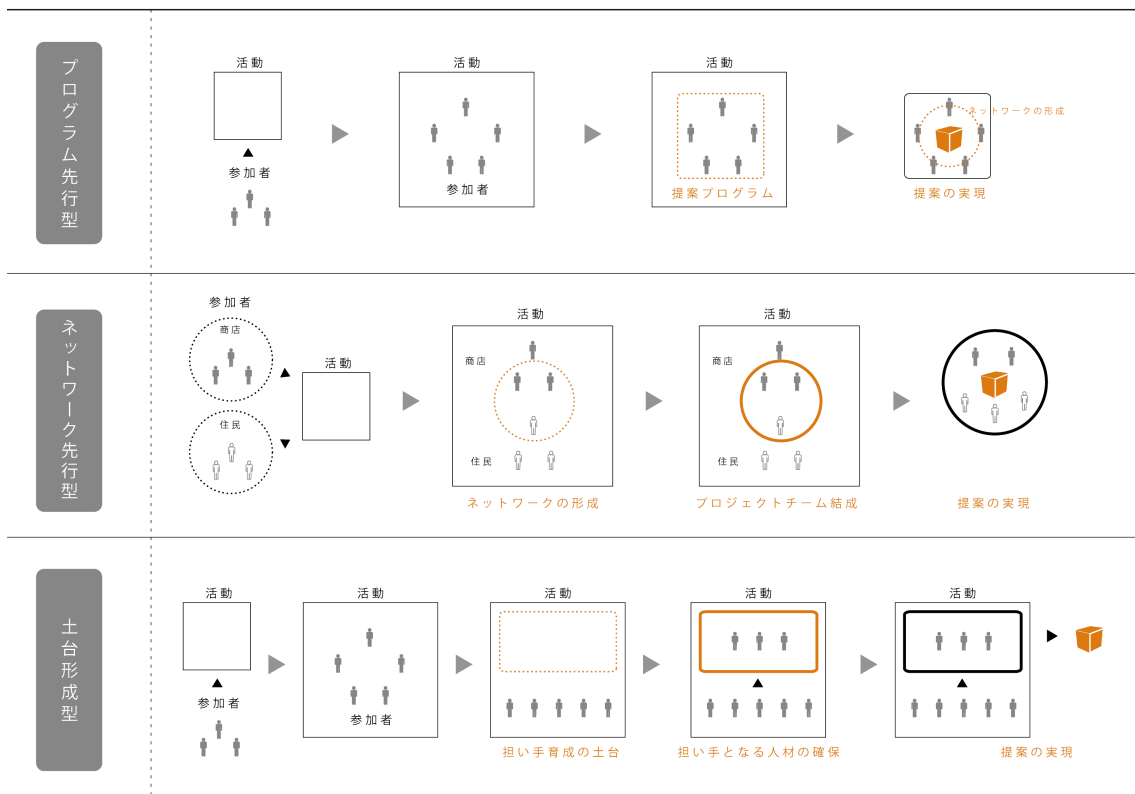 プログラム先行型
活動
参加者
活動
参加者
活動
提案プログラム
ネットワークの形成
提案の実現
ネットワーク先行型
参加者
商店
住民
活動
活動
商店
住民
ネットワークの形成
活動
商店
住民
プロジェクトチーム結成
提案の実現
土台形成型
活動
参加者
活動
参加者
活動
担い手育成の土台
活動
担い手となる人材の確保
活動
提案の実現